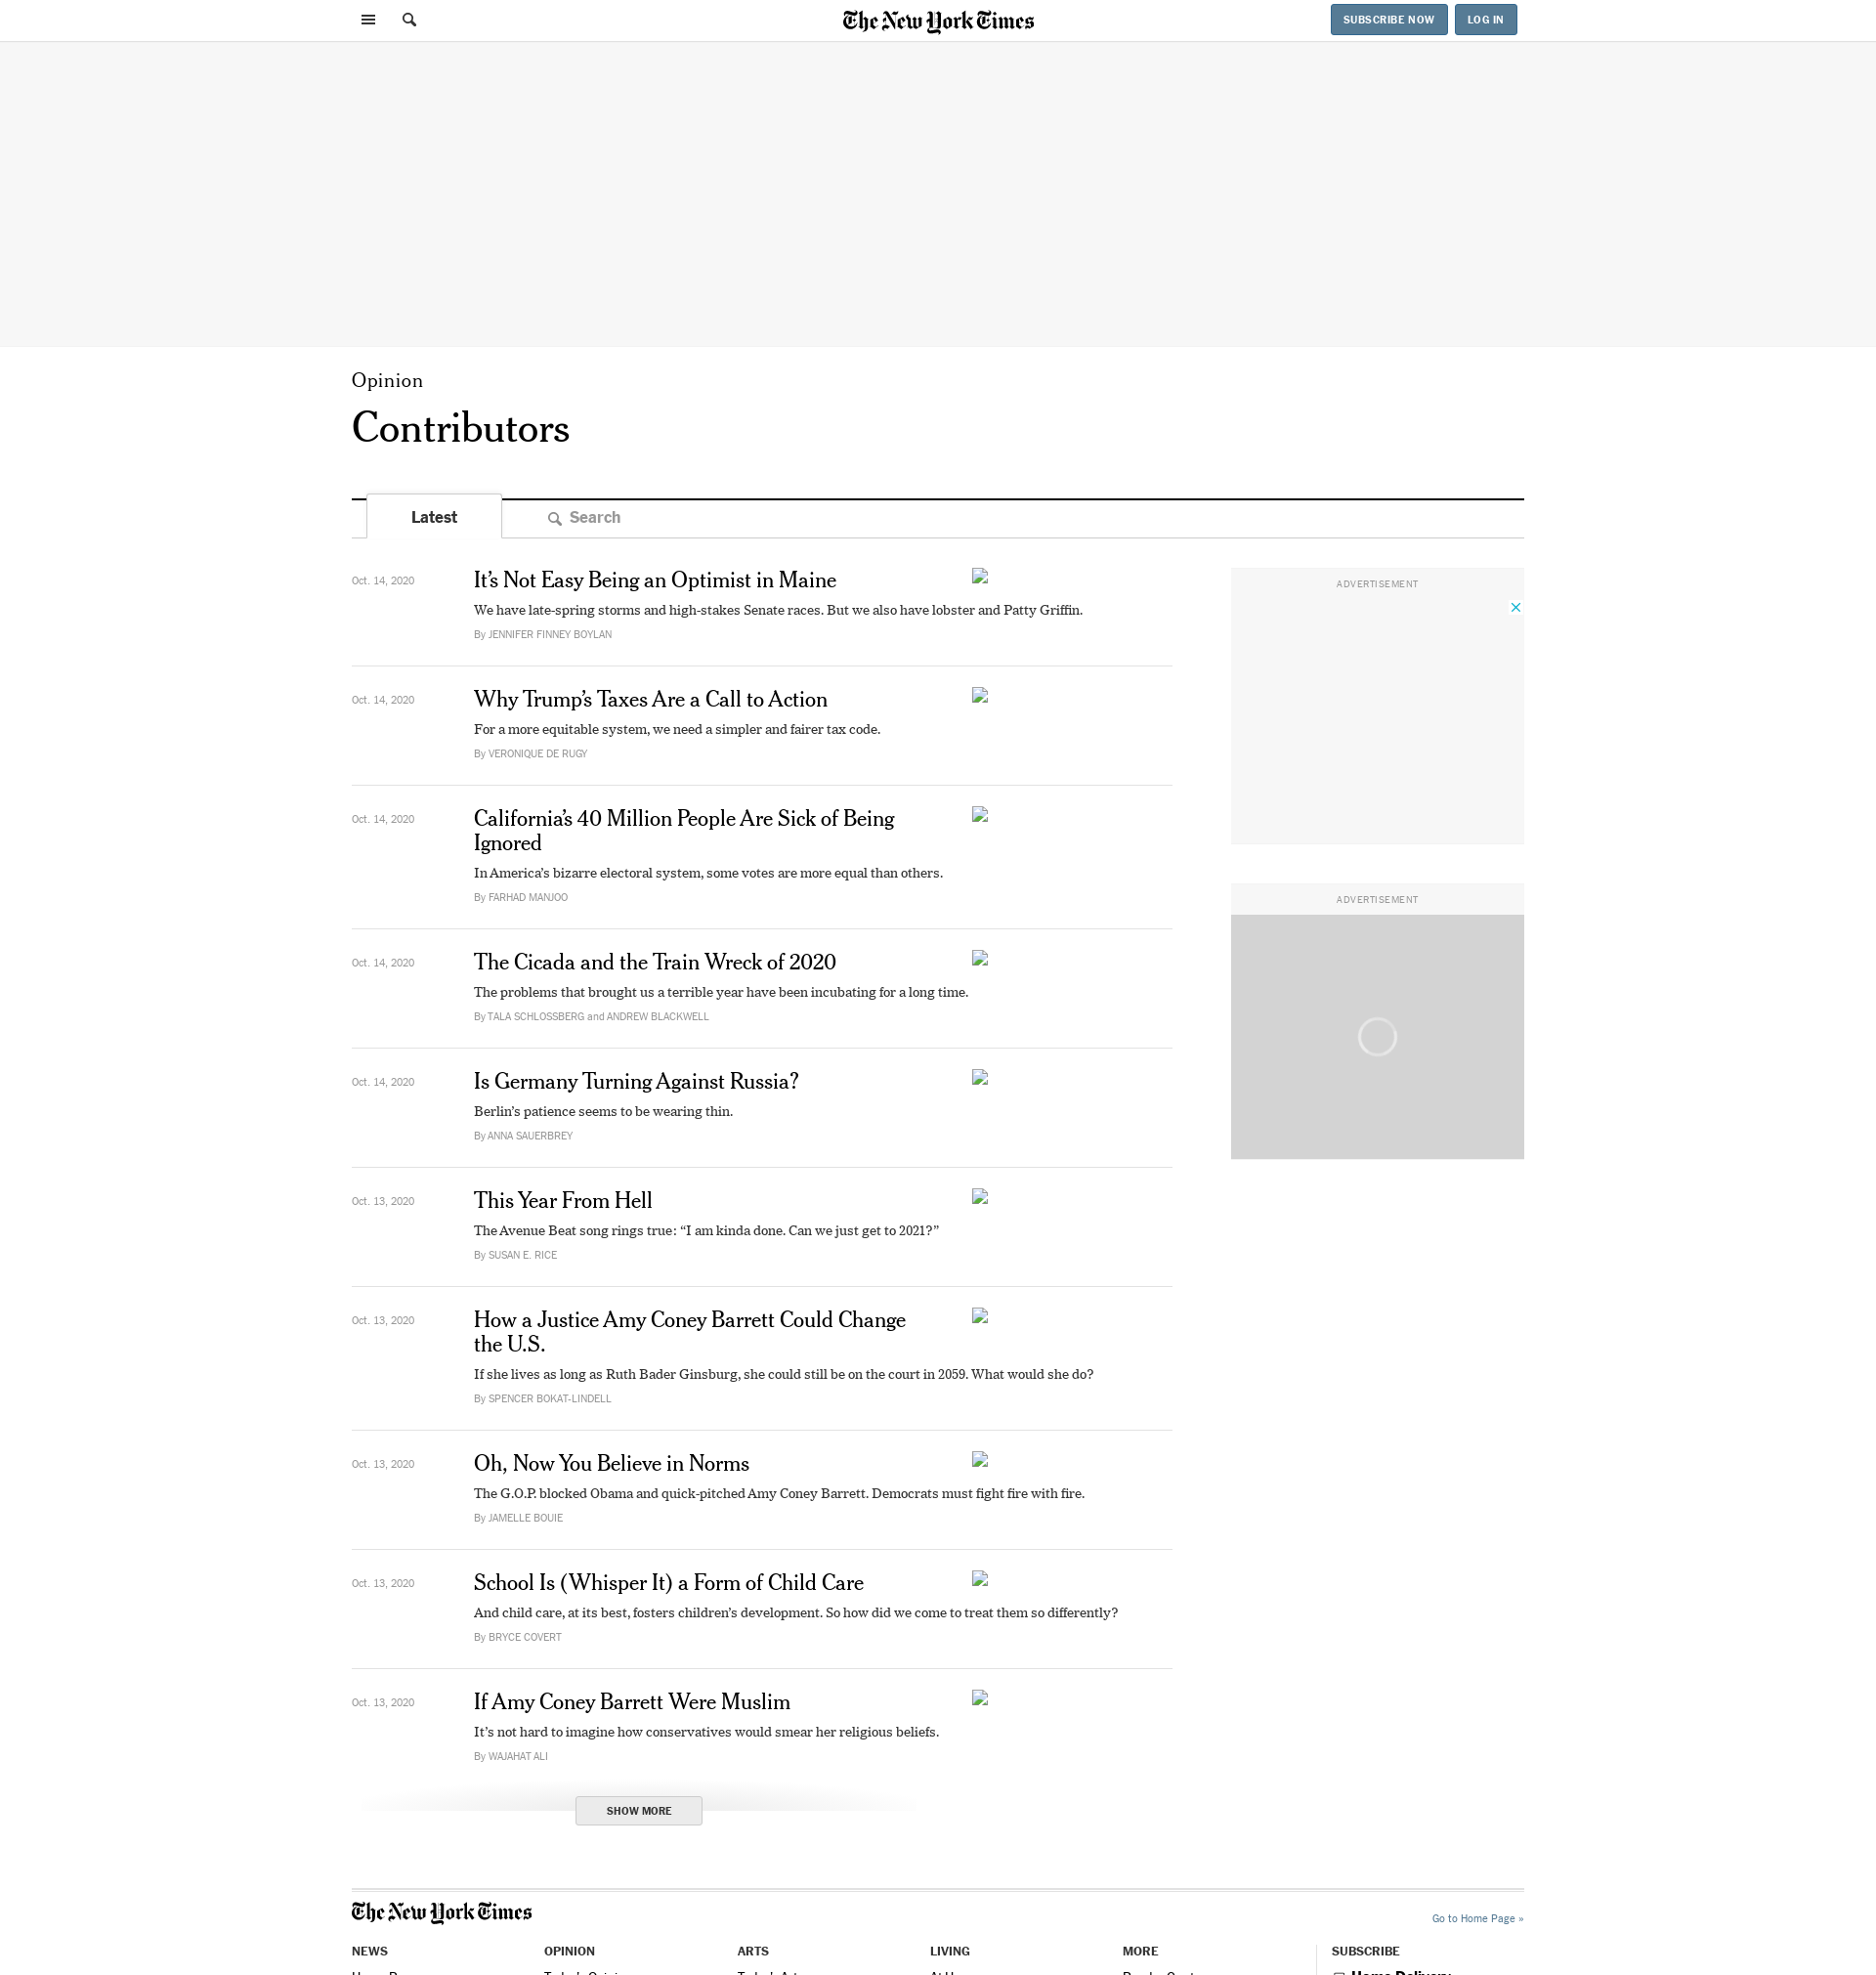 The New York Times
SUBSCRIBE NOW
LOG IN
Opinion
Contributors
Latest
Search
Oct. 14, 2020
It’s Not Easy Being an Optimist in Maine
We have late-spring storms and high-stakes Senate races. But we also have lobster and Patty Griffin.
By JENNIFER FINNEY BOYLAN
Oct. 14, 2020
Why Trump’s Taxes Are a Call to Action
For a more equitable system, we need a simpler and fairer tax code.
By VERONIQUE DE RUGY
Oct. 14, 2020
California’s 40 Million People Are Sick of Being
Ignored
In America’s bizarre electoral system, some votes are more equal than others.
By FARHAD MANJOO
Oct. 14, 2020
The Cicada and the Train Wreck of 2020
The problems that brought us a terrible year have been incubating for a long time.
By TALA SCHLOSSBERG and ANDREW BLACKWELL
Oct. 14, 2020
Is Germany Turning Against Russia?
Berlin’s patience seems to be wearing thin.
By ANNA SAUERBREY
Oct. 13, 2020
This Year From Hell
The Avenue Beat song rings true: “I am kinda done. Can we just get to 2021?”
By SUSAN E. RICE
Oct. 13, 2020
How a Justice Amy Coney Barrett Could Change
the U.S.
If she lives as long as Ruth Bader Ginsburg, she could still be on the court in 2059. What would she do?
By SPENCER BOKAT-LINDELL
Oct. 13, 2020
Oh, Now You Believe in Norms
The G.O.P. blocked Obama and quick-pitched Amy Coney Barrett. Democrats must fight fire with fire.
By JAMELLE BOUIE
Oct. 13, 2020
School Is (Whisper It) a Form of Child Care
And child care, at its best, fosters children’s development. So how did we come to treat them so differently?
By BRYCE COVERT
Oct. 13, 2020
If Amy Coney Barrett Were Muslim
It’s not hard to imagine how conservatives would smear her religious beliefs.
By WAJAHAT ALI
SHOW MORE
ADVERTISEMENT
ADVERTISEMENT
The New York Times
Go to Home Page »
NEWS
OPINION
ARTS
LIVING
MORE
SUBSCRIBE
Home Delivery